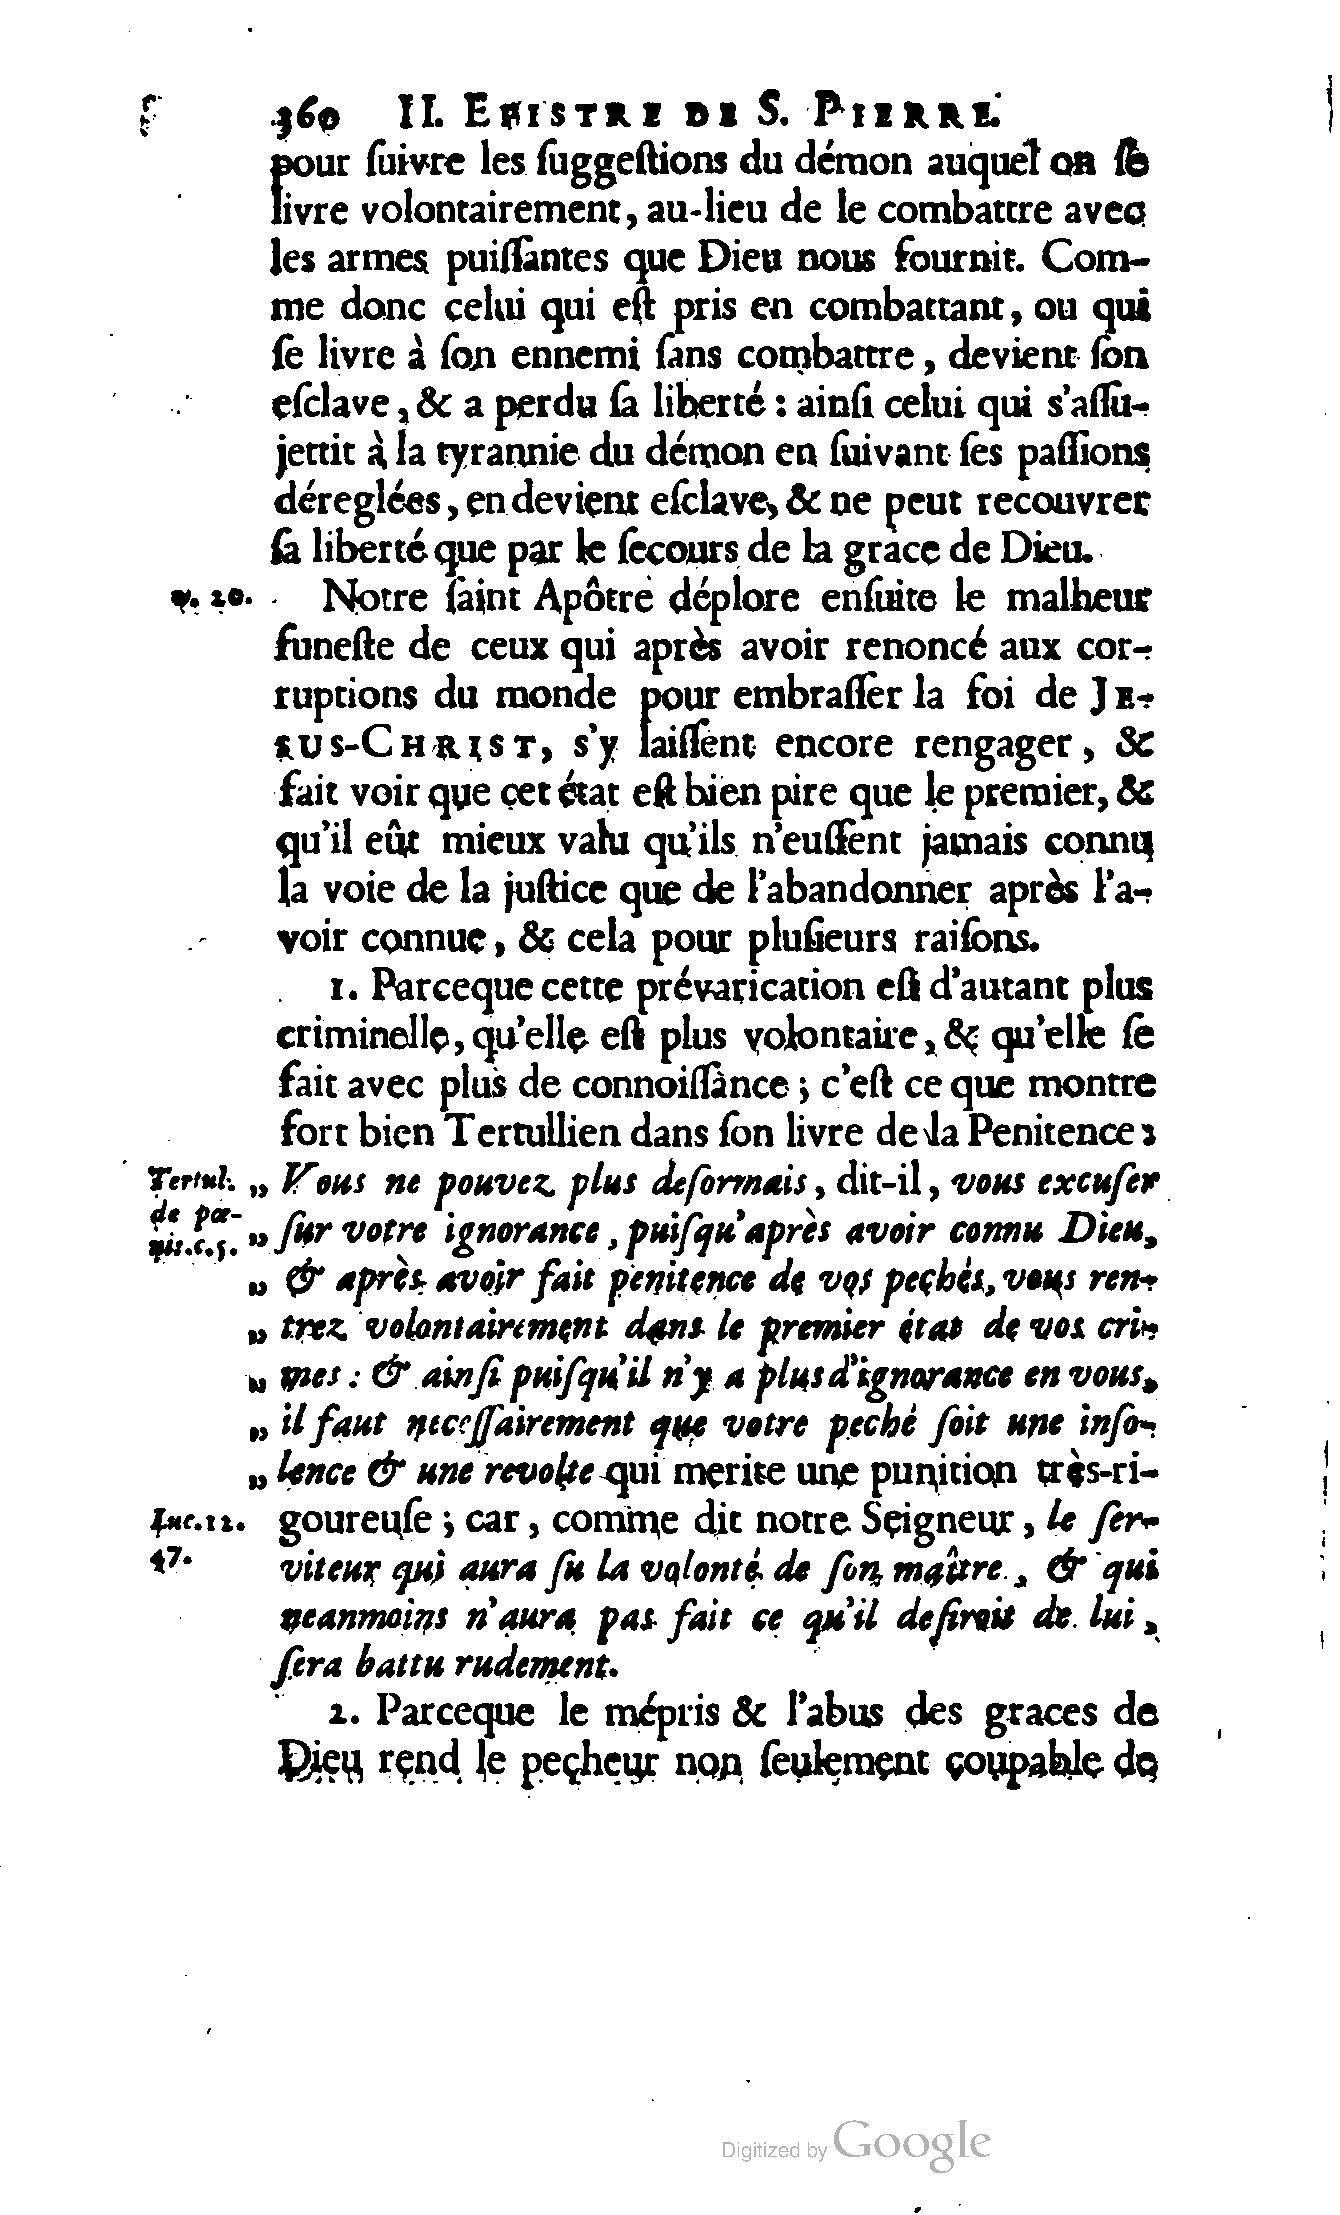 360 II. EPISTRE DE S. PIERRE.
pour ſuivre les ſuggeſtions du démon auquel on ſe
livre volontairement, au-lieu de le combattre avec
les armes puiſſantes que Dieu nous fournit. Com-
me donc celui qui eſt pris en combattant, ou qui
ſe livre à ſon ennemi ſans combattre, devient ſon
eſclave, & a perdu ſa liberté : ainſi celui qui s'aſſu-
jettit à la tyrannie du démon en ſuivant ſes paſſions
déreglées, en devient eſclave, & ne peut recouvrer
ſa liberté que par le ſecours de la grace de Dieu.
v. 20. Notre ſaint Apôtre déplore enſuite le malheur
funeſte de ceux qui après avoir renoncé aux cor-
ruptions du monde pour embraſſer la foi de JE-
SUS-CHRIST, s'y laiſſent encore rengager, &
fait voir que cet état eſt bien pire que le premier, &
qu'il eût mieux valu qu'ils n'euſſent jamais connu
la voie de la juſtice que de l'abandonner après l'a-
voir connue, & cela pour pluſieurs raiſons.
1. Parceque cette prévarication eſt d'autant plus
criminelle, qu'elle eſt plus volontaire, & qu'elle ſe
fait avec plus de connoiſſance ; c'eſt ce que montre
fort bien Tertullien dans ſon livre de la Penitence :
Tertul. „ Vous ne pouvez plus deſormais, dit-il, vous excuſer
de pœ-
nit. c. 5. „ ſur votre ignorance, puiſqu'après avoir connu Dieu,
„ & après avoir fait penitence de vos pechés, vous ren-
„ trez volontairement dans le premier état de vos cri-
„ mes : & ainſi puiſqu'il n'y a plus d'ignorance en vous,
„ il faut neceſſairement que votre peché ſoit une inſo-
„ lence & une revolte qui merite une punition très-ri-
Luc. 12. goureuſe ; car, comme dit notre Seigneur, le ſer-
47. viteur qui aura ſu la volonté de ſon maître, & qui
neanmoins n'aura pas fait ce qu'il deſiroit de lui,
ſera battu rudement.
2. Parceque le mépris & l'abus des graces de
Dieu rend le pecheur non ſeulement coupable de
Digitized by Google